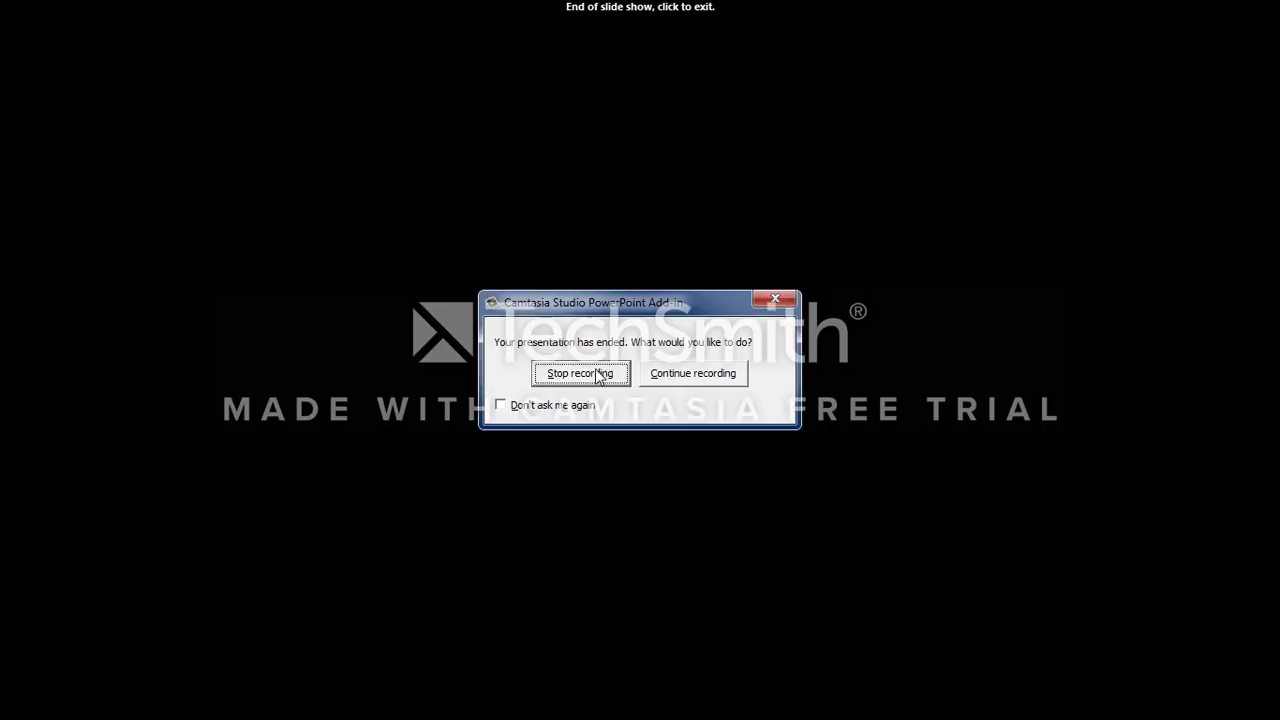 End of slide show, click to exit.
Camtasia Studio PowerPoint Add-in
TechSmith®
Your presentation has ended. What would you like to do?
Stop recording
Continue recording
MADE WITH CAMTASIA FREE TRIAL
Don't ask me again